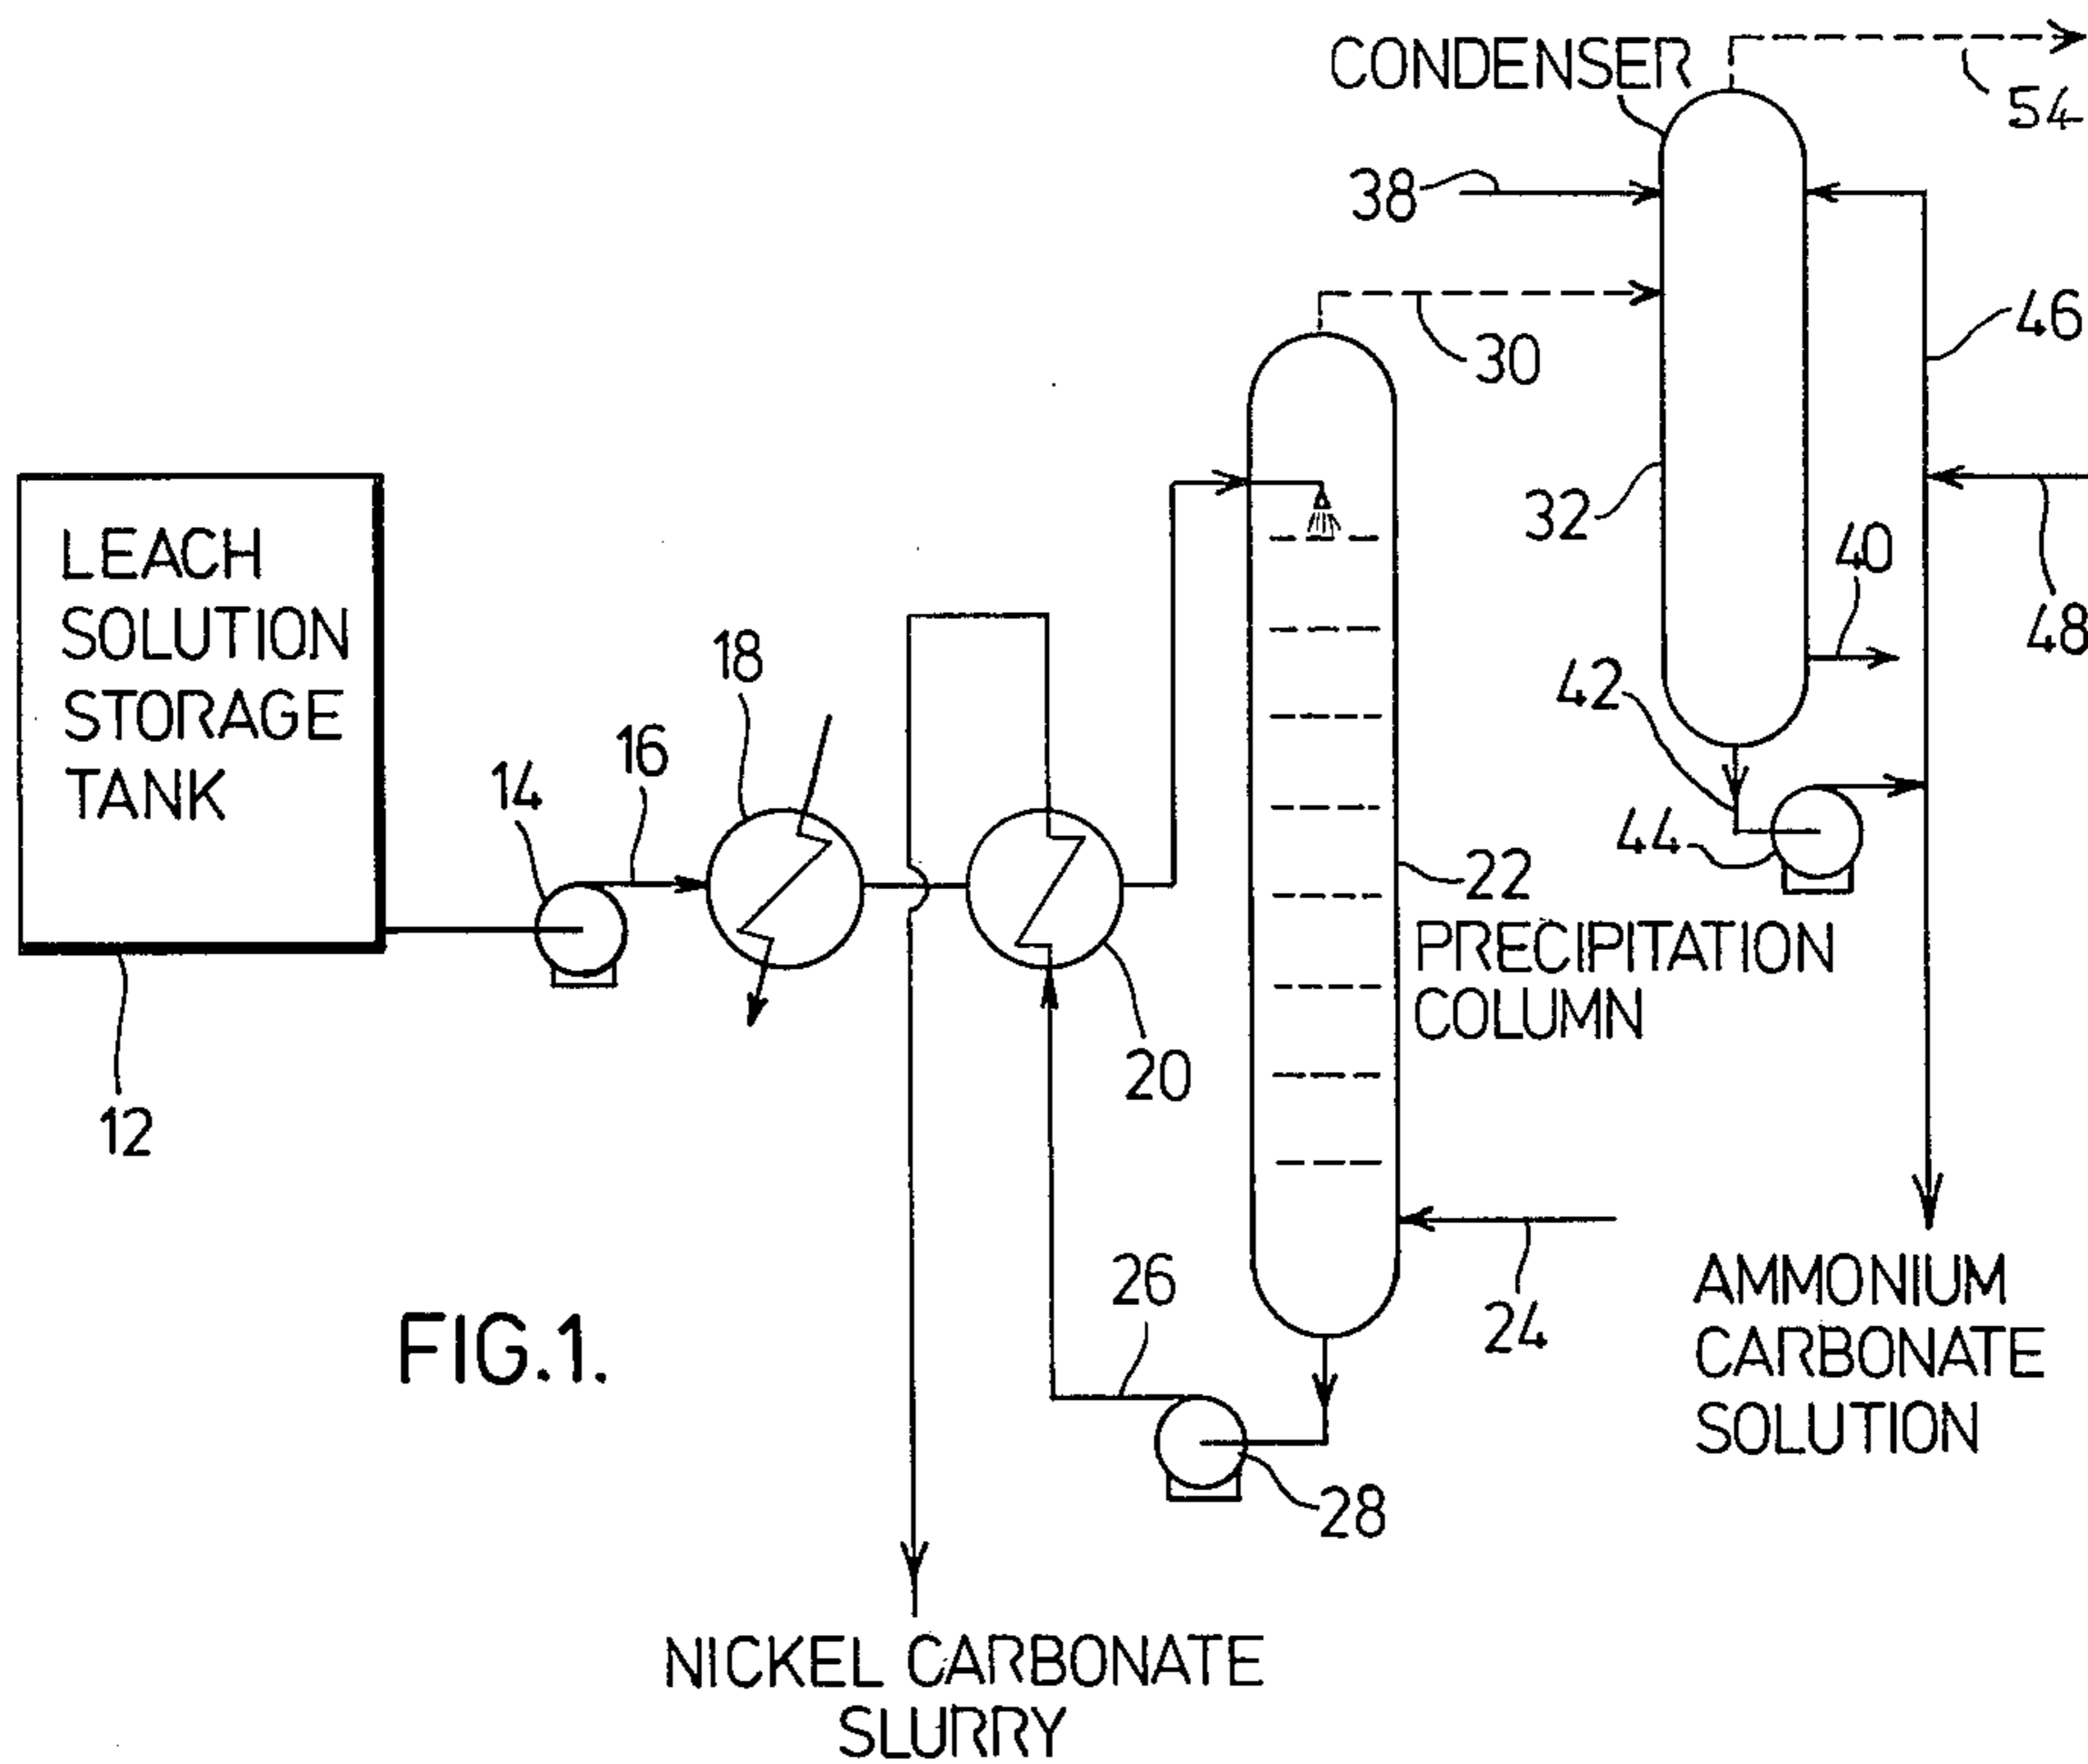 CONDENSER
54
38
30
46
LEACH
SOLUTION
STORAGE
TANK
32
40
48
18
42
16
14
44
22
PRECIPITATION
COLUMN
20
12
26
24
AMMONIUM
CARBONATE
SOLUTION
FIG.1.
28
NICKEL CARBONATE
SLURRY